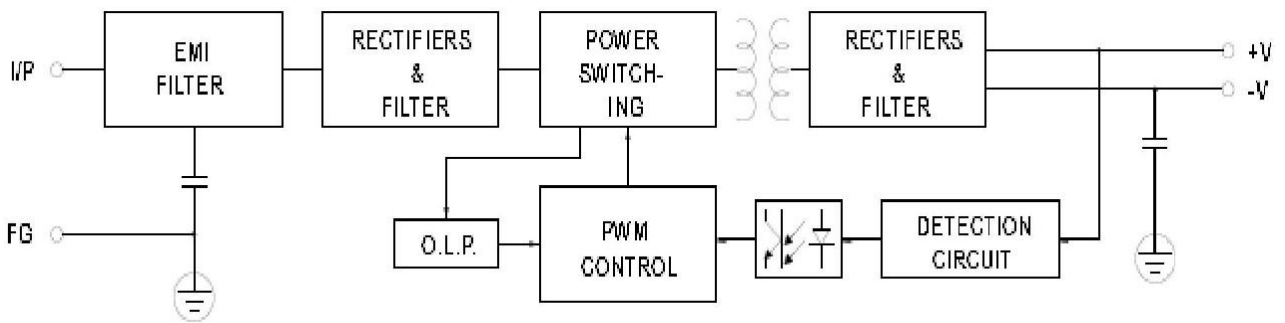 I/P
EMI
FILTER
RECTIFIERS
&
FILTER
POWER
SWITCH-
ING
RECTIFIERS
&
FILTER
+V
-V
FG
O.L.P.
PWM
CONTROL
DETECTION
CIRCUIT